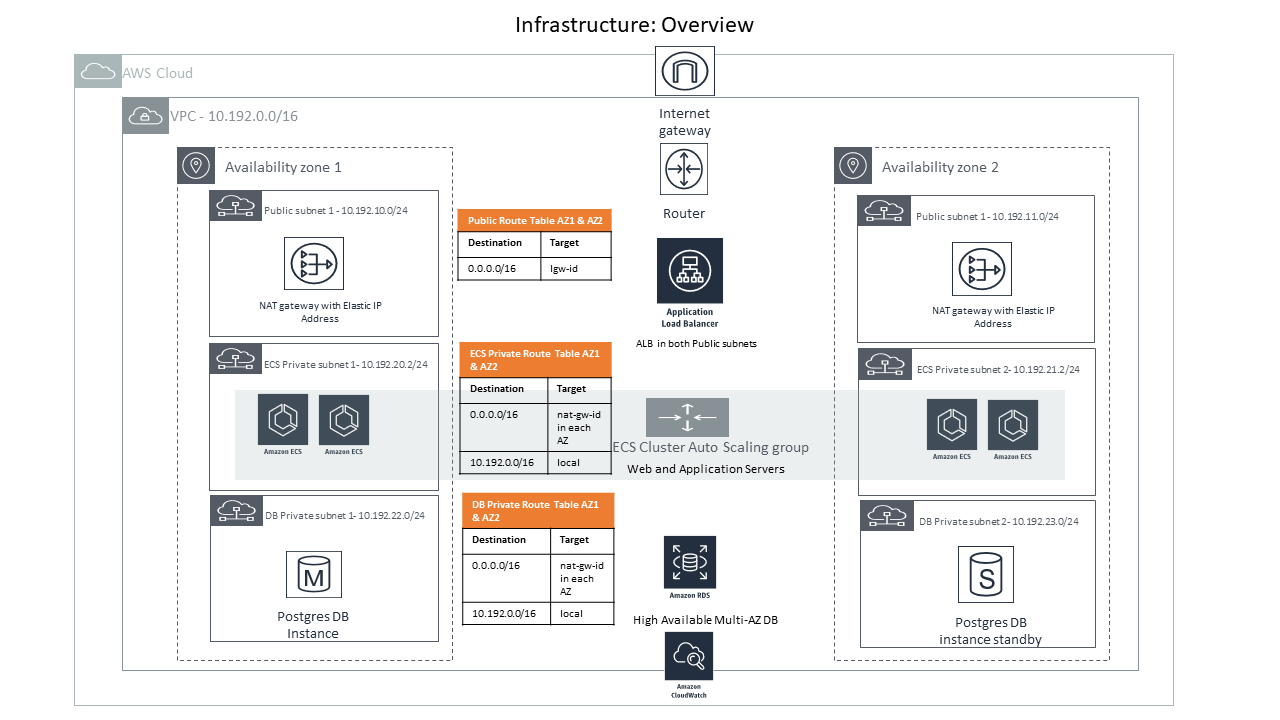 Infrastructure: Overview
AWS Cloud
VPC - 10.192.0.0/16
Internet
gateway
Router
Application
Load Balancer
ALB in both Public subnets
Availability zone 1
Public subnet 1 - 10.192.10.0/24
NAT gateway with Elastic IP
Address
ECS Private subnet 1- 10.192.20.2/24
Amazon ECS
Amazon ECS
DB Private subnet 1- 10.192.22.0/24
M
Postgres DB
Instance
Public Route Table AZ1 & AZ2
Destination Target
0.0.0.0/16 Igw-id
ECS Private Route Table AZ1
& AZ2
Destination Target
0.0.0.0/16 nat-gw-id
in each
AZ
10.192.0.0/16 local
DB Private Route Table AZ1
& AZ2
Destination Target
0.0.0.0/16 nat-gw-id
in each
AZ
10.192.0.0/16 local
ECS Cluster Auto Scaling group
Web and Application Servers
Amazon RDS
High Available Multi-AZ DB
Amazon
CloudWatch
Availability zone 2
Public subnet 1 - 10.192.11.0/24
NAT gateway with Elastic IP
Address
ECS Private subnet 2- 10.192.21.2/24
Amazon ECS
Amazon ECS
DB Private subnet 2- 10.192.23.0/24
S
Postgres DB
instance standby